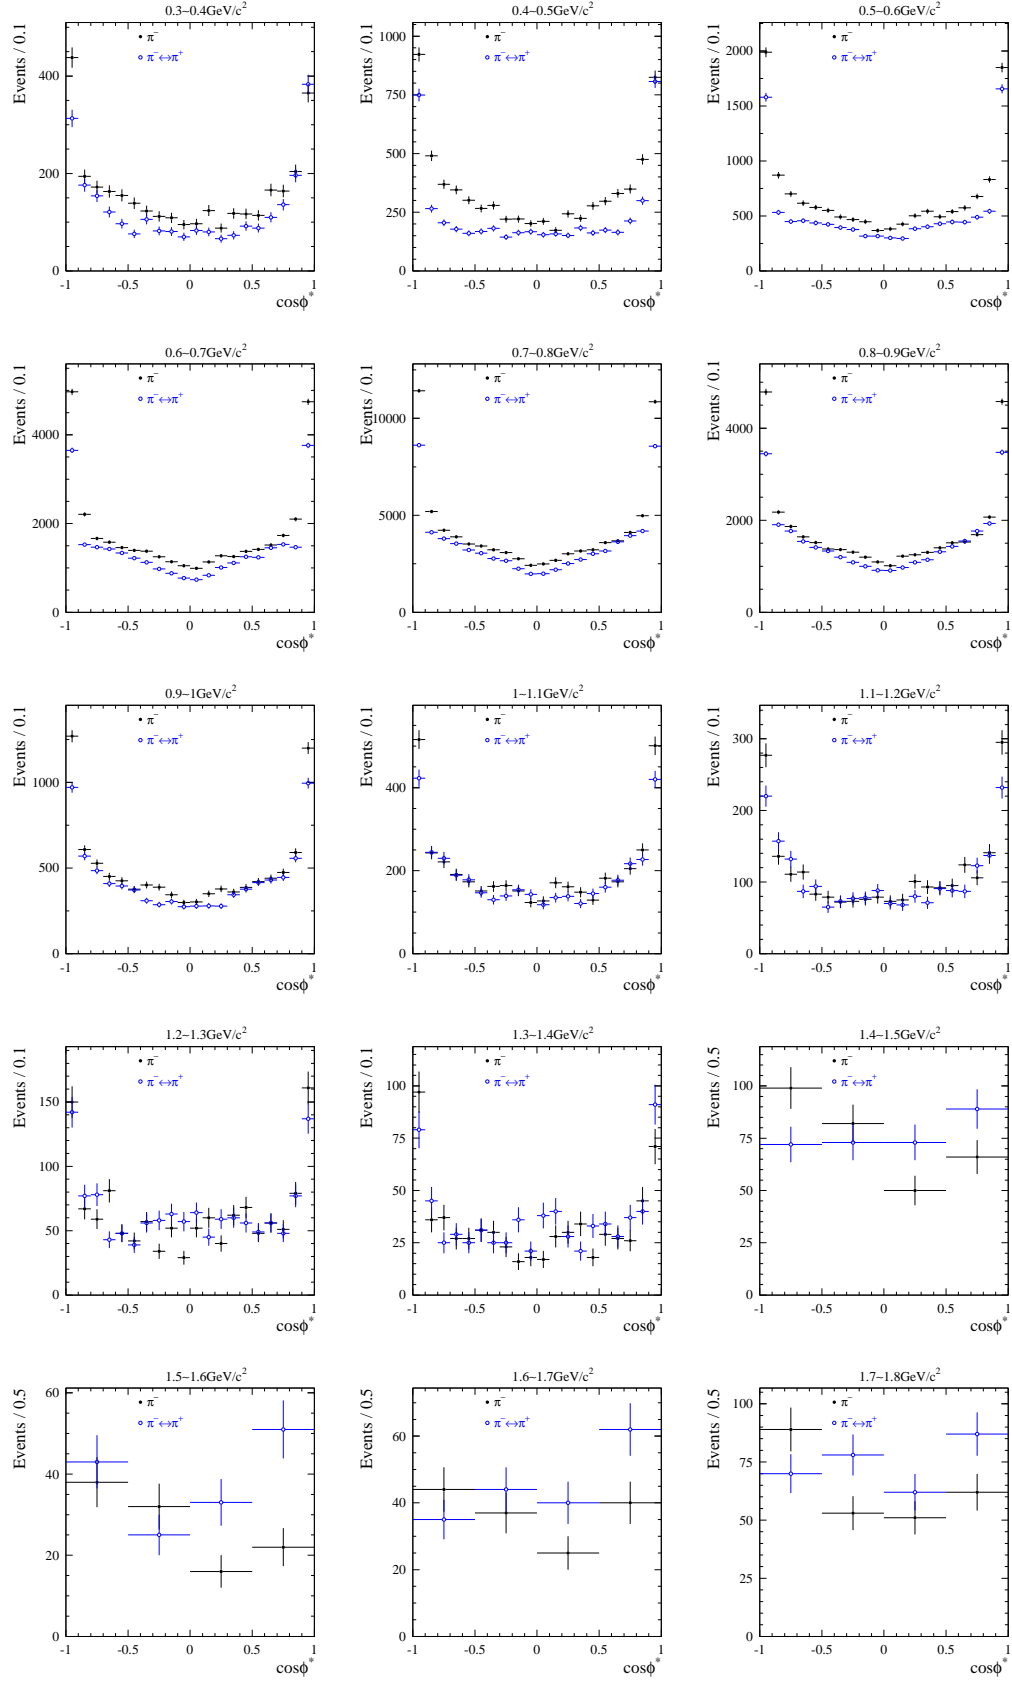 0.3~0.4GeV/c²
Events / 0.1
π⁻
π⁻↔π⁺
400
200
0
-1 -0.5 0 0.5 1
cosϕ*
0.4~0.5GeV/c²
Events / 0.1
π⁻
π⁻↔π⁺
1000
750
500
250
0
-1 -0.5 0 0.5 1
cosϕ*
0.5~0.6GeV/c²
Events / 0.1
π⁻
π⁻↔π⁺
2000
1500
1000
500
0
-1 -0.5 0 0.5 1
cosϕ*
0.6~0.7GeV/c²
Events / 0.1
π⁻
π⁻↔π⁺
4000
2000
0
-1 -0.5 0 0.5 1
cosϕ*
0.7~0.8GeV/c²
Events / 0.1
π⁻
π⁻↔π⁺
10000
5000
0
-1 -0.5 0 0.5 1
cosϕ*
0.8~0.9GeV/c²
Events / 0.1
π⁻
π⁻↔π⁺
4000
2000
0
-1 -0.5 0 0.5 1
cosϕ*
0.9~1GeV/c²
Events / 0.1
π⁻
π⁻↔π⁺
1000
500
0
-1 -0.5 0 0.5 1
cosϕ*
1~1.1GeV/c²
Events / 0.1
π⁻
π⁻↔π⁺
400
200
0
-1 -0.5 0 0.5 1
cosϕ*
1.1~1.2GeV/c²
Events / 0.1
π⁻
π⁻↔π⁺
300
200
100
0
-1 -0.5 0 0.5 1
cosϕ*
1.2~1.3GeV/c²
Events / 0.1
π⁻
π⁻↔π⁺
150
100
50
0
-1 -0.5 0 0.5 1
cosϕ*
1.3~1.4GeV/c²
Events / 0.1
π⁻
π⁻↔π⁺
100
75
50
25
0
-1 -0.5 0 0.5 1
cosϕ*
1.4~1.5GeV/c²
Events / 0.5
π⁻
π⁻↔π⁺
100
75
50
25
0
-1 -0.5 0 0.5 1
cosϕ*
1.5~1.6GeV/c²
Events / 0.5
π⁻
π⁻↔π⁺
60
40
20
0
-1 -0.5 0 0.5 1
cosϕ*
1.6~1.7GeV/c²
Events / 0.5
π⁻
π⁻↔π⁺
60
40
20
0
-1 -0.5 0 0.5 1
cosϕ*
1.7~1.8GeV/c²
Events / 0.5
π⁻
π⁻↔π⁺
100
75
50
25
0
-1 -0.5 0 0.5 1
cosϕ*